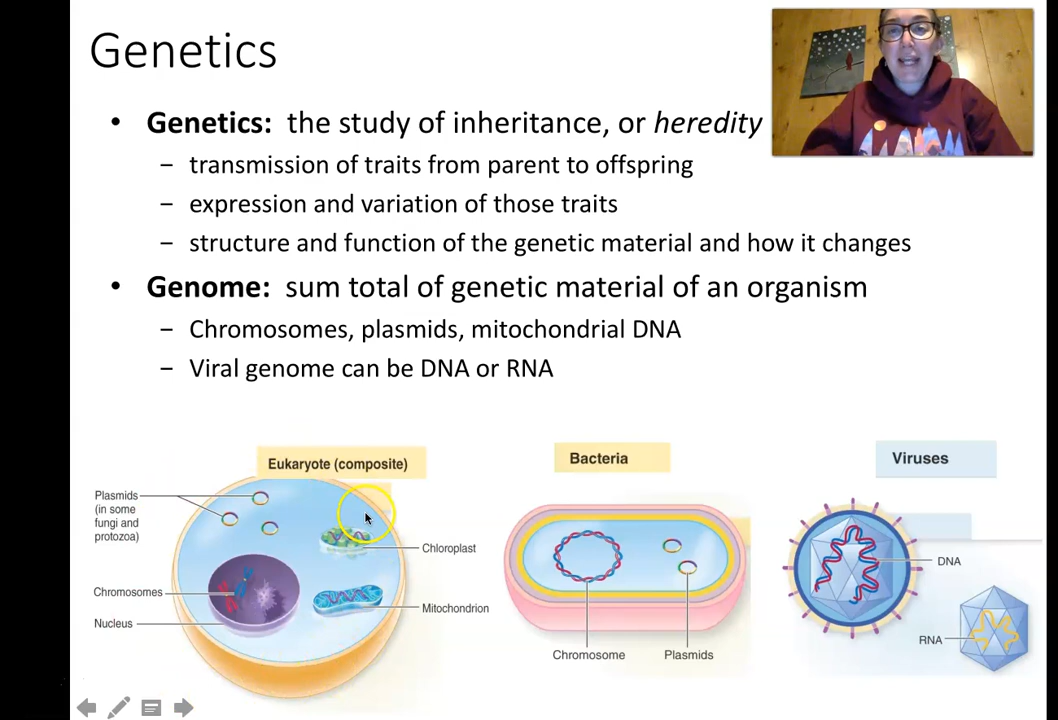 Genetics
• Genetics: the study of inheritance, or heredity
– transmission of traits from parent to offspring
– expression and variation of those traits
– structure and function of the genetic material and how it changes
• Genome: sum total of genetic material of an organism
– Chromosomes, plasmids, mitochondrial DNA
– Viral genome can be DNA or RNA
Eukaryote (composite)
Plasmids
(in some
fungi and
protozoa)
Chloroplast
Chromosomes
Mitochondrion
Nucleus
Bacteria
Chromosome
Plasmids
Viruses
DNA
RNA